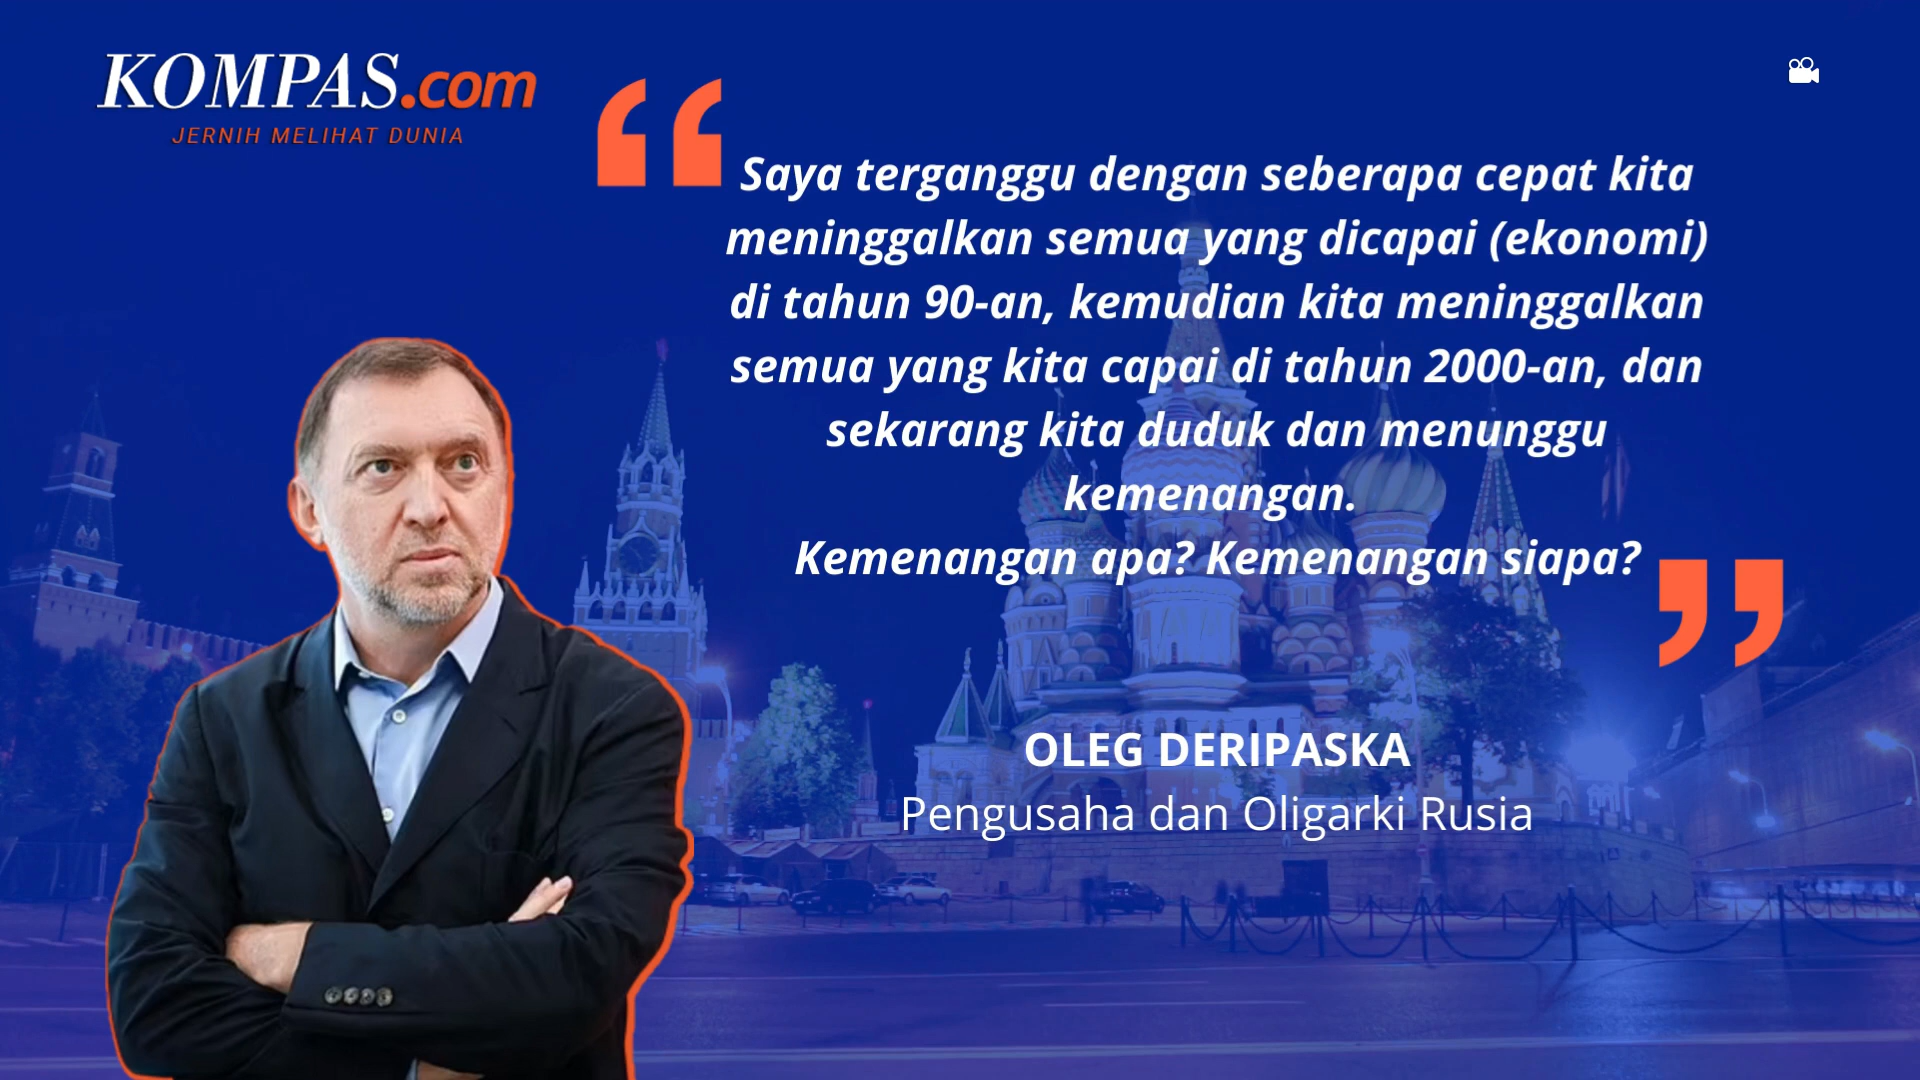 KOMPAS.com
JERNIH MELIHAT DUNIA
Saya terganggu dengan seberapa cepat kita
meninggalkan semua yang dicapai (ekonomi)
di tahun 90-an, kemudian kita meninggalkan
semua yang kita capai di tahun 2000-an, dan
sekarang kita duduk dan menunggu
kemenangan.
Kemenangan apa? Kemenangan siapa?
OLEG DERIPASKA
Pengusaha dan Oligarki Rusia